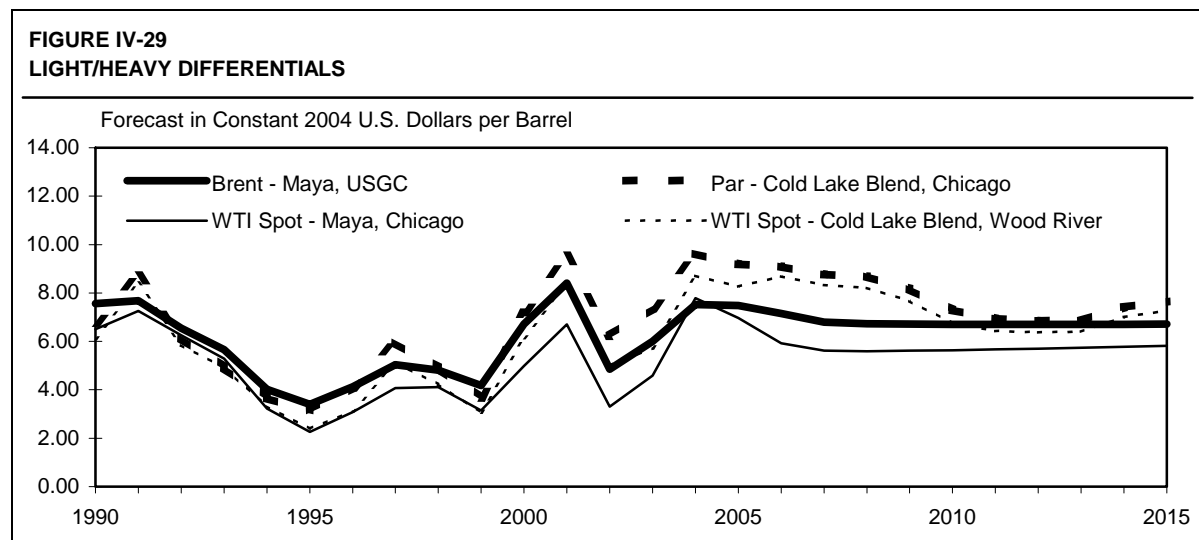 FIGURE IV-29
LIGHT/HEAVY DIFFERENTIALS
Forecast in Constant 2004 U.S. Dollars per Barrel
14.00
12.00
10.00
8.00
6.00
4.00
2.00
0.00
Brent - Maya, USGC
Par - Cold Lake Blend, Chicago
WTI Spot - Maya, Chicago
WTI Spot - Cold Lake Blend, Wood River
1990 1995 2000 2005 2010 2015